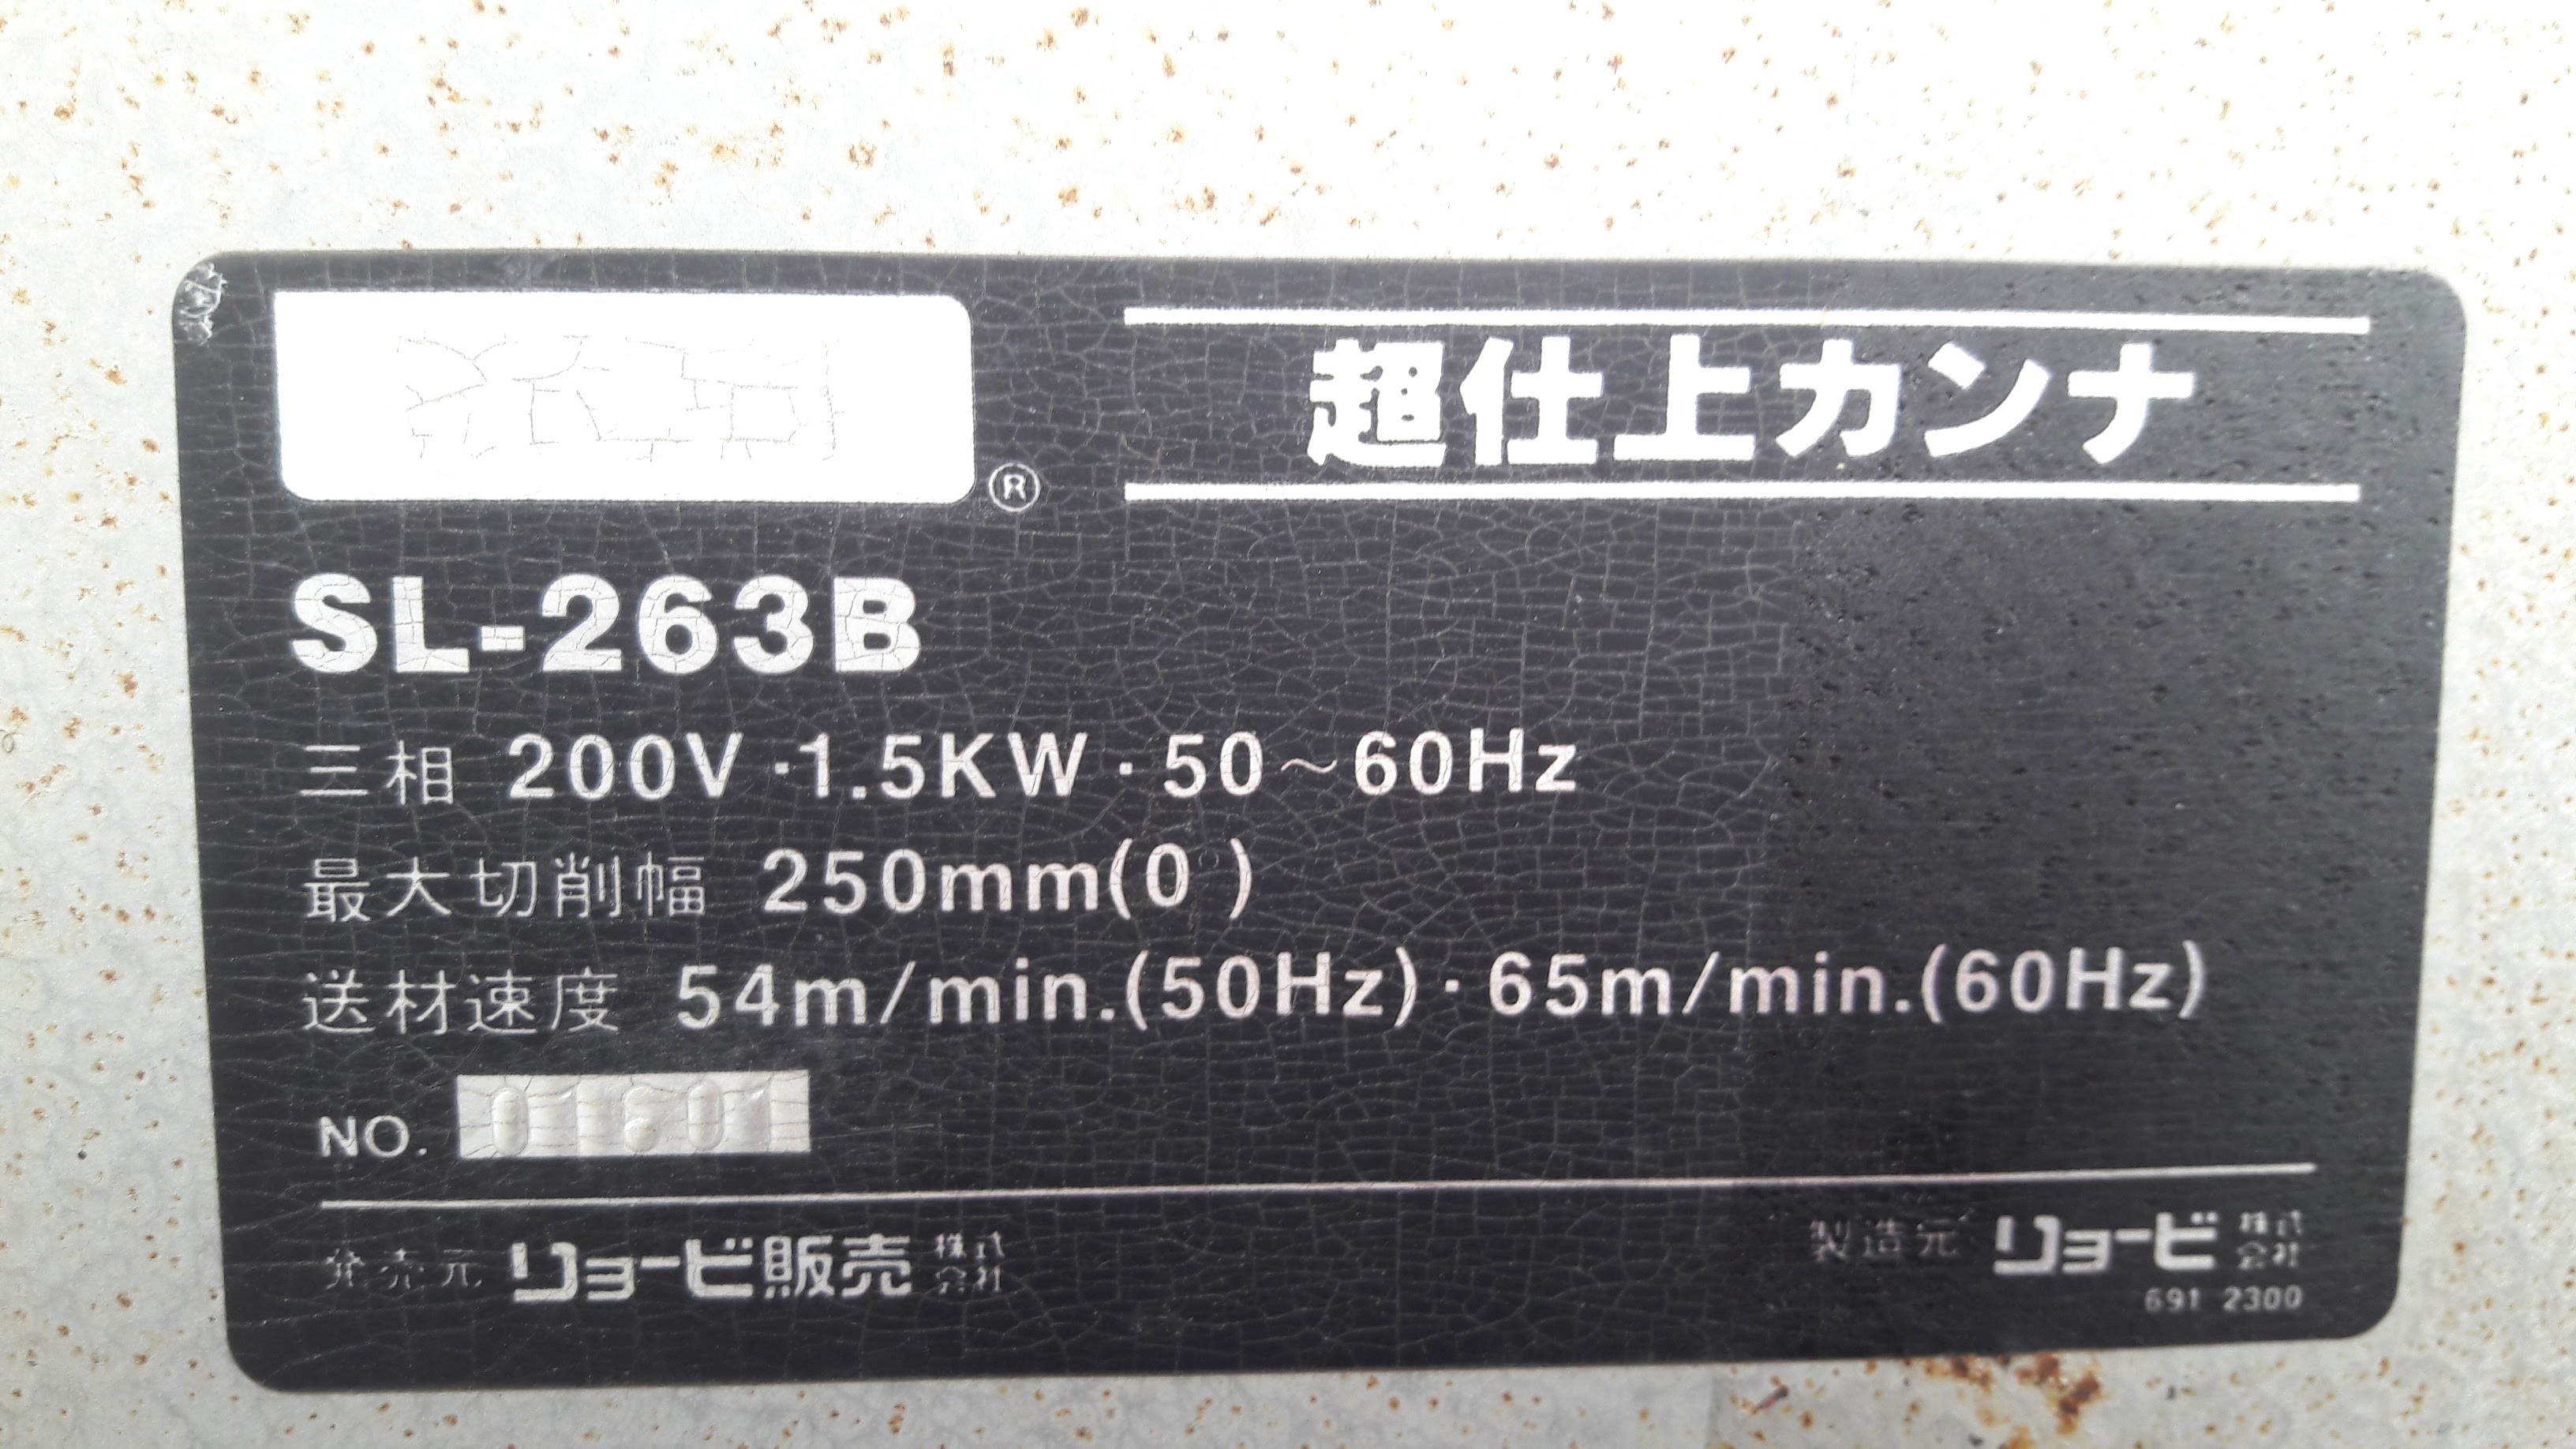 ®
超仕上カンナ
SL-263B
三相 200V·1.5KW·50~60Hz
最大切削幅 250mm(0°)
送材速度 54m/min.(50Hz)·65m/min.(60Hz)
NO. 01601
発売元 リョービ販売株式会社
製造元 リョービ株式会社
691 2300